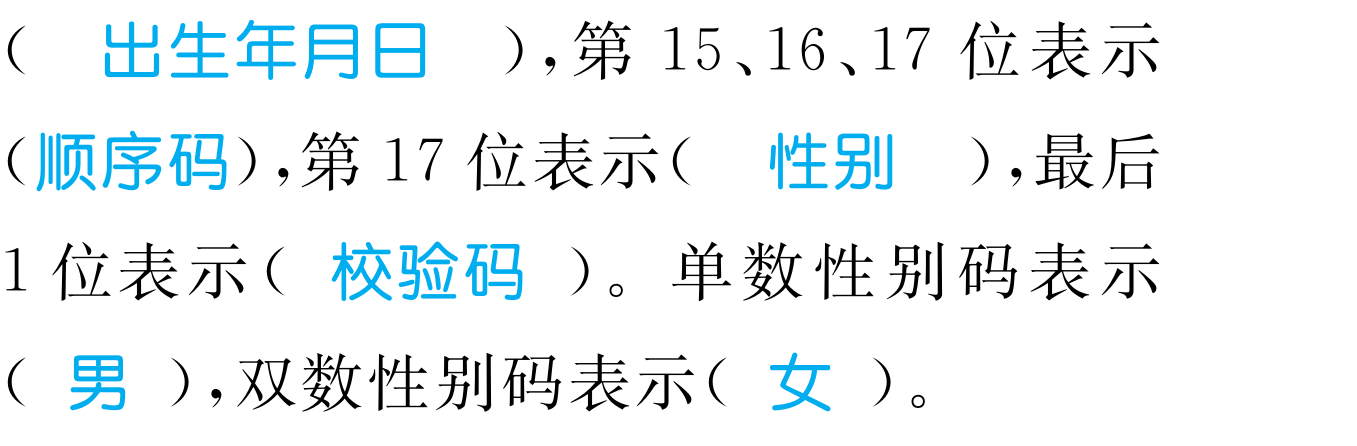 ( 出生年月日 ),第 15、16、17 位表示
(顺序码),第 17 位表示( 性别 ),最后
1 位表示( 校验码 )。单数性别码表示
( 男 ),双数性别码表示( 女 )。